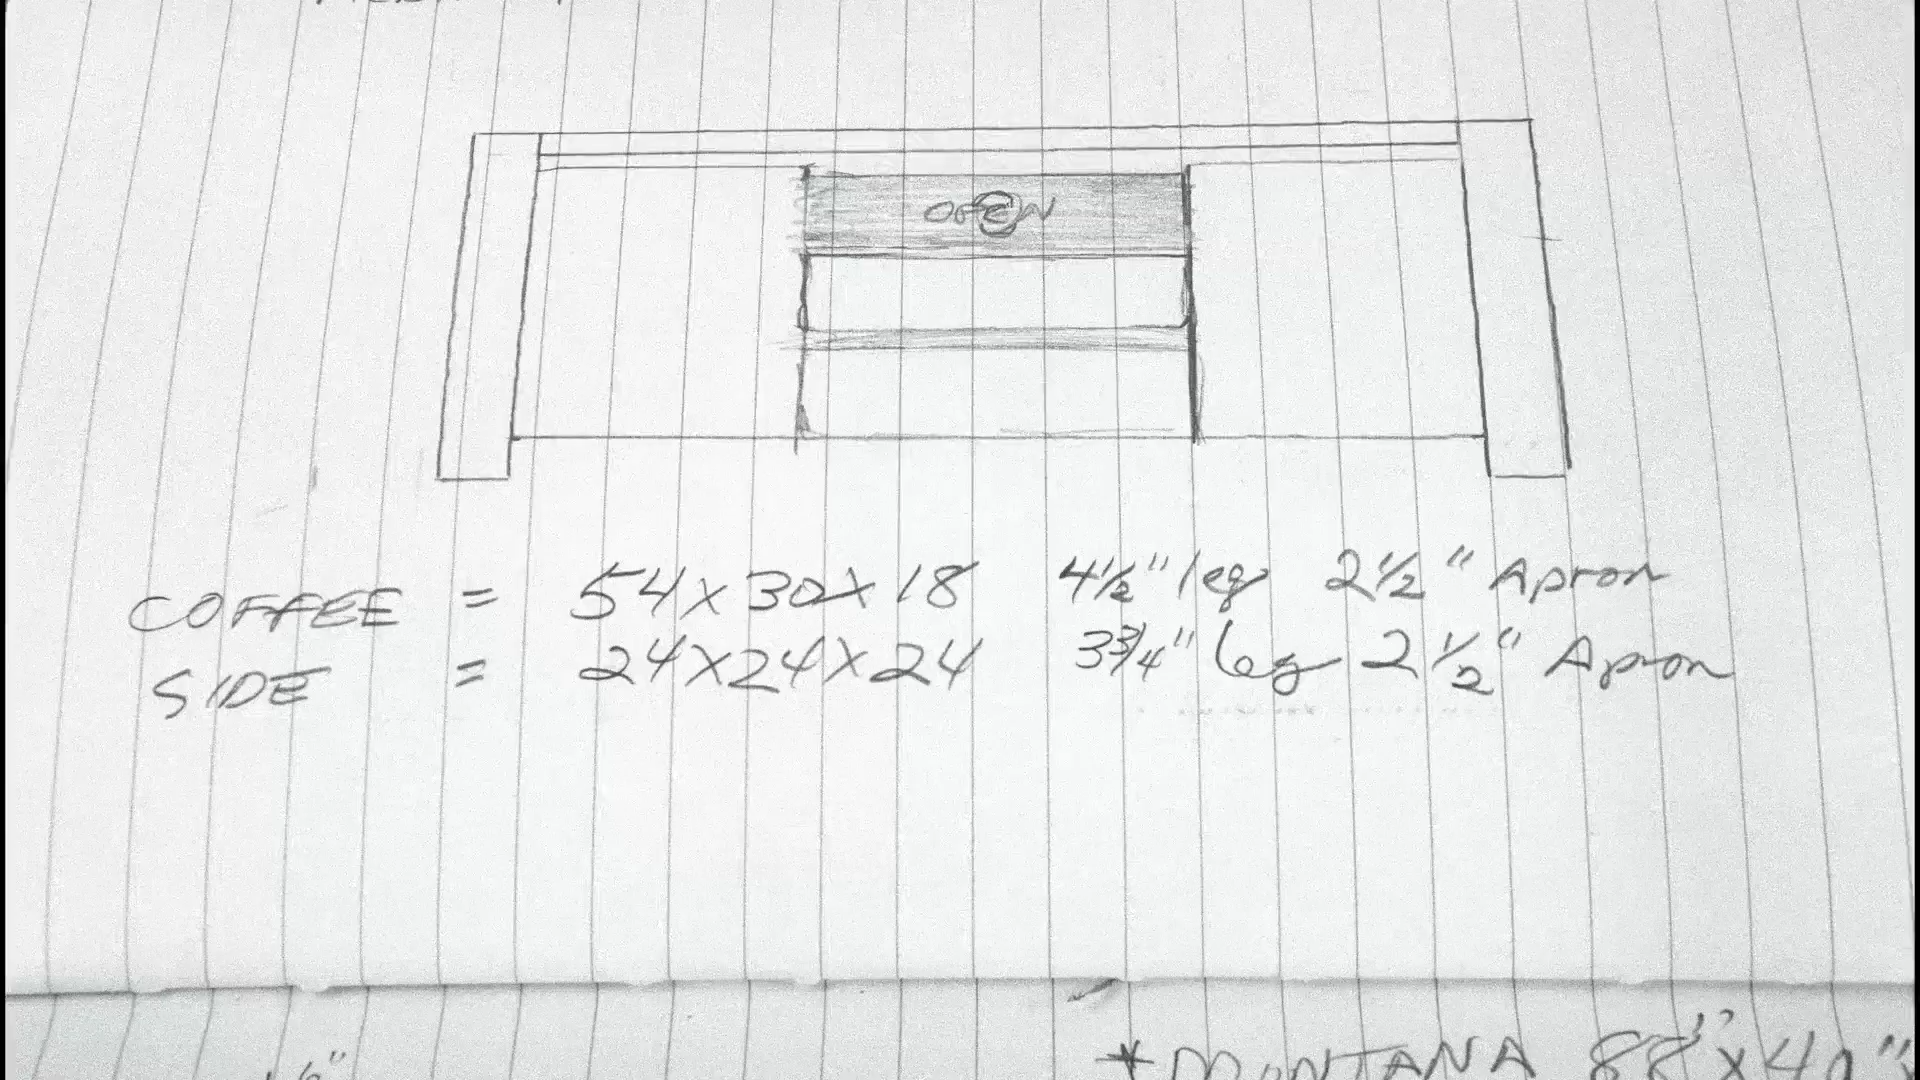 OPEN
COFFEE = 54x30x18 4½" leg 2½" Apron
SIDE = 24x24x24 3¾" leg 2½" Apron
*MONTANA 88"x40"